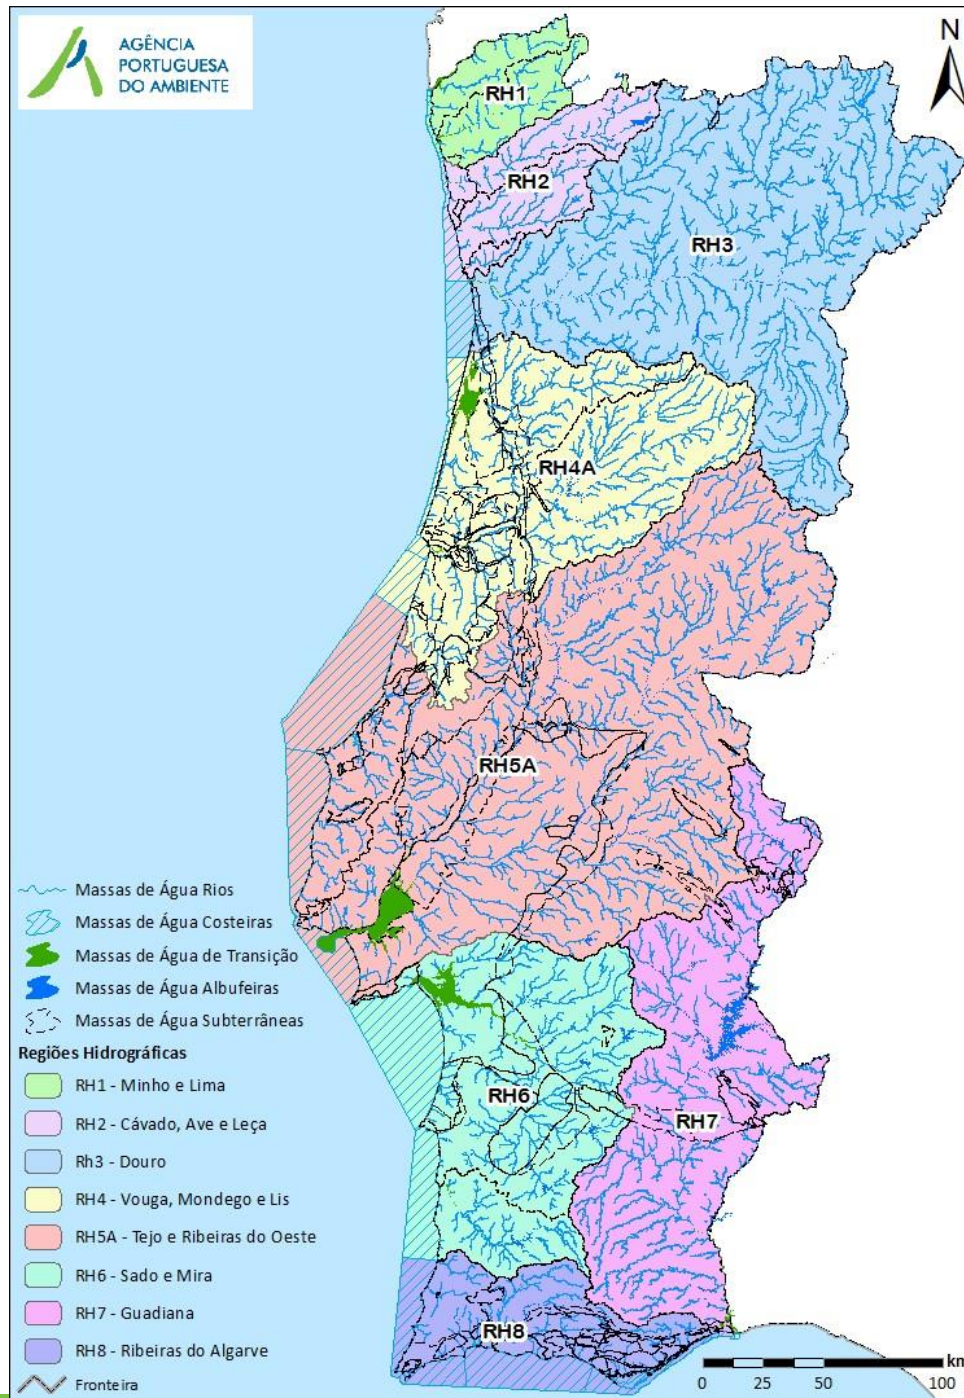 AGÊNCIA
PORTUGUESA
DO AMBIENTE
N
RH1
RH2
RH3
RH4A
RH5A
RH6
RH7
RH8
Massas de Água Rios
Massas de Água Costeiras
Massas de Água de Transição
Massas de Água Albufeiras
Massas de Água Subterrâneas
Regiões Hidrográficas
RH1 - Minho e Lima
RH2 - Cávado, Ave e Leça
Rh3 - Douro
RH4 - Vouga, Mondego e Lis
RH5A - Tejo e Ribeiras do Oeste
RH6 - Sado e Mira
RH7 - Guadiana
RH8 - Ribeiras do Algarve
Fronteira
km
0 25 50 100